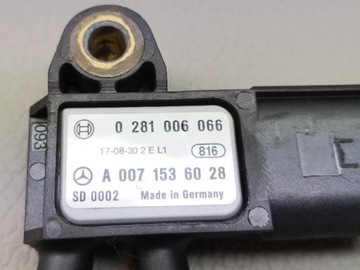 0 281 006 066
17-08-30 2 E L1
816
A 007 153 60 28
SD 0002 Made in Germany
093